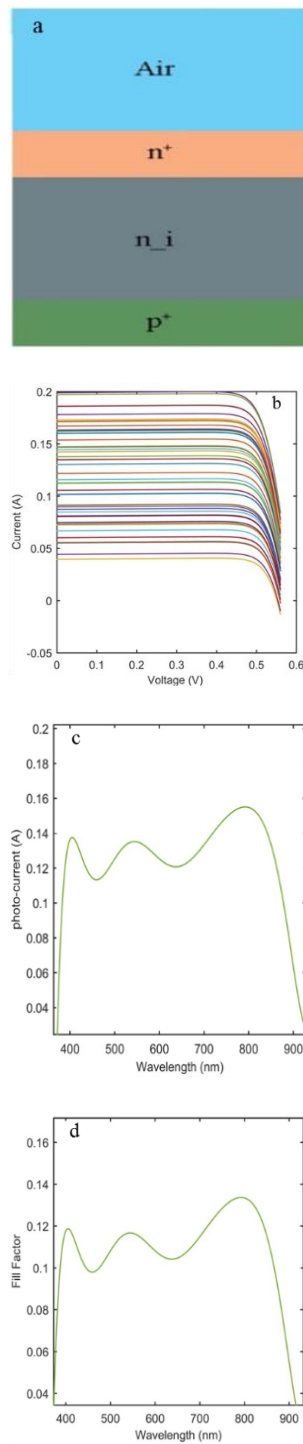 a
Air
n⁺
n_i
p⁺
b
0.2
0.15
0.1
0.05
0
-0.05
Current (A)
0 0.1 0.2 0.3 0.4 0.5 0.6
Voltage (V)
c
0.2
0.18
0.16
0.14
0.12
0.1
0.08
0.06
0.04
photo-current (A)
400 500 600 700 800 900
Wavelength (nm)
d
0.16
0.14
0.12
0.1
0.08
0.06
0.04
Fill Factor
400 500 600 700 800 900
Wavelength (nm)